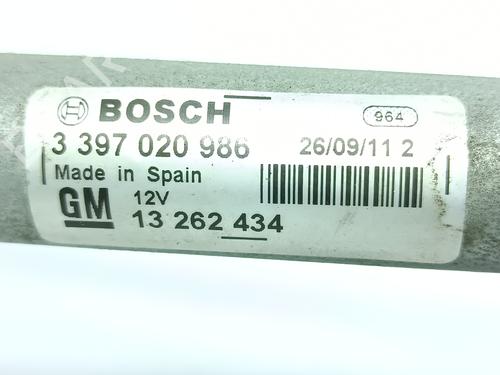 BOSCH 964
3 397 020 986 26/09/11 2
Made in Spain
GM 12V
13 262 434